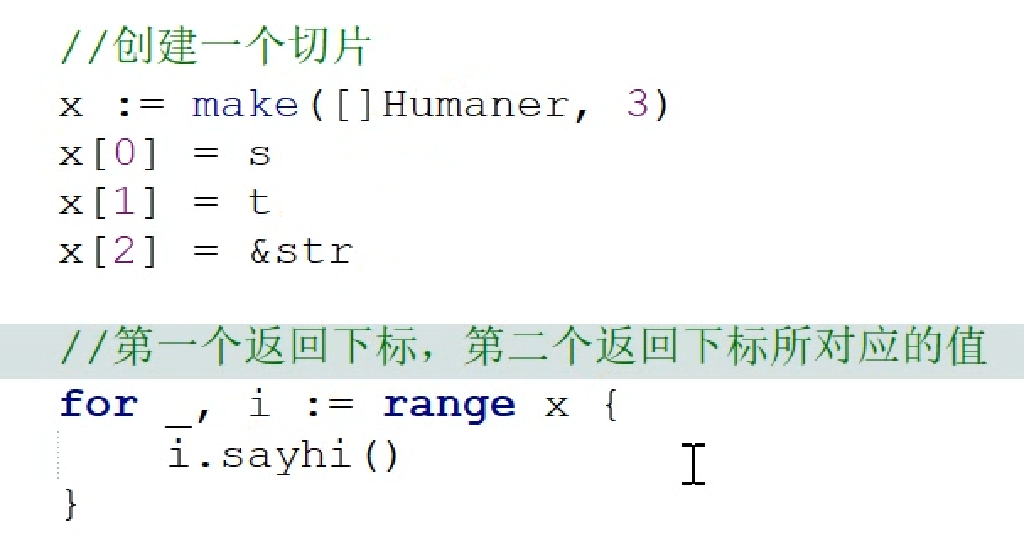 //创建一个切片
x := make([]Humaner, 3)
x[0] = s
x[1] = t
x[2] = &str
//第一个返回下标，第二个返回下标所对应的值
for _, i := range x {
i.sayhi()
}